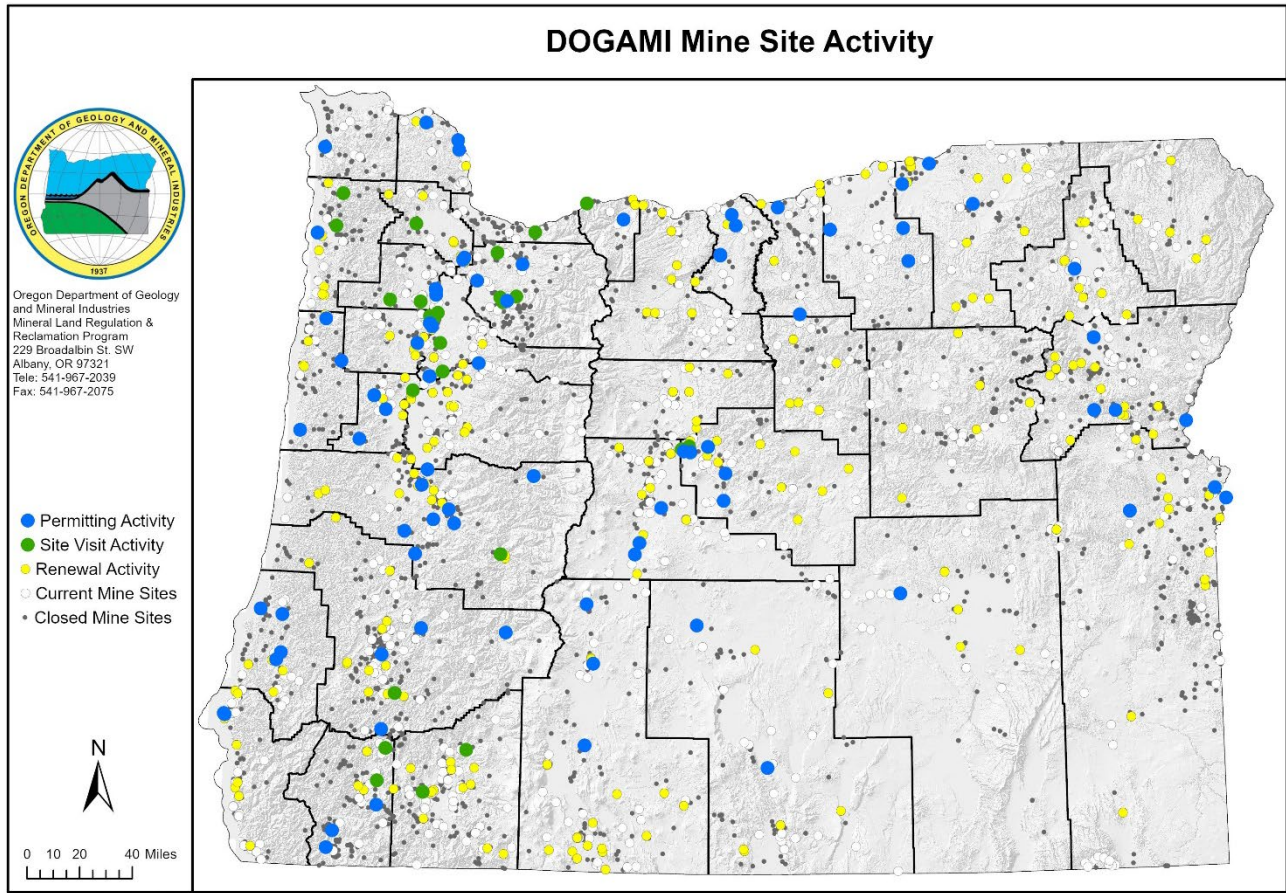 DOGAMI Mine Site Activity
OREGON DEPARTMENT OF GEOLOGY AND MINERAL INDUSTRIES
1937
Oregon Department of Geology
and Mineral Industries
Mineral Land Regulation &
Reclamation Program
229 Broadalbin St. SW
Albany, OR 97321
Tele: 541-967-2039
Fax: 541-967-2075
Permitting Activity
Site Visit Activity
Renewal Activity
Current Mine Sites
Closed Mine Sites
N
0 10 20 40 Miles